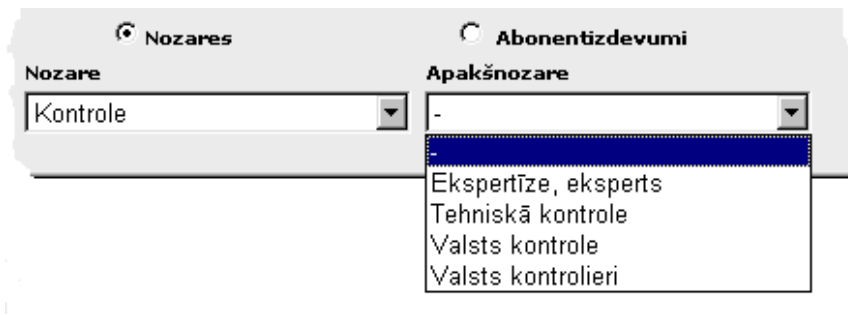 Nozares Abonentizdevumi
Nozare Apakšnozare
Kontrole -
-
Ekspertīze, eksperts
Tehniskā kontrole
Valsts kontrole
Valsts kontrolieri